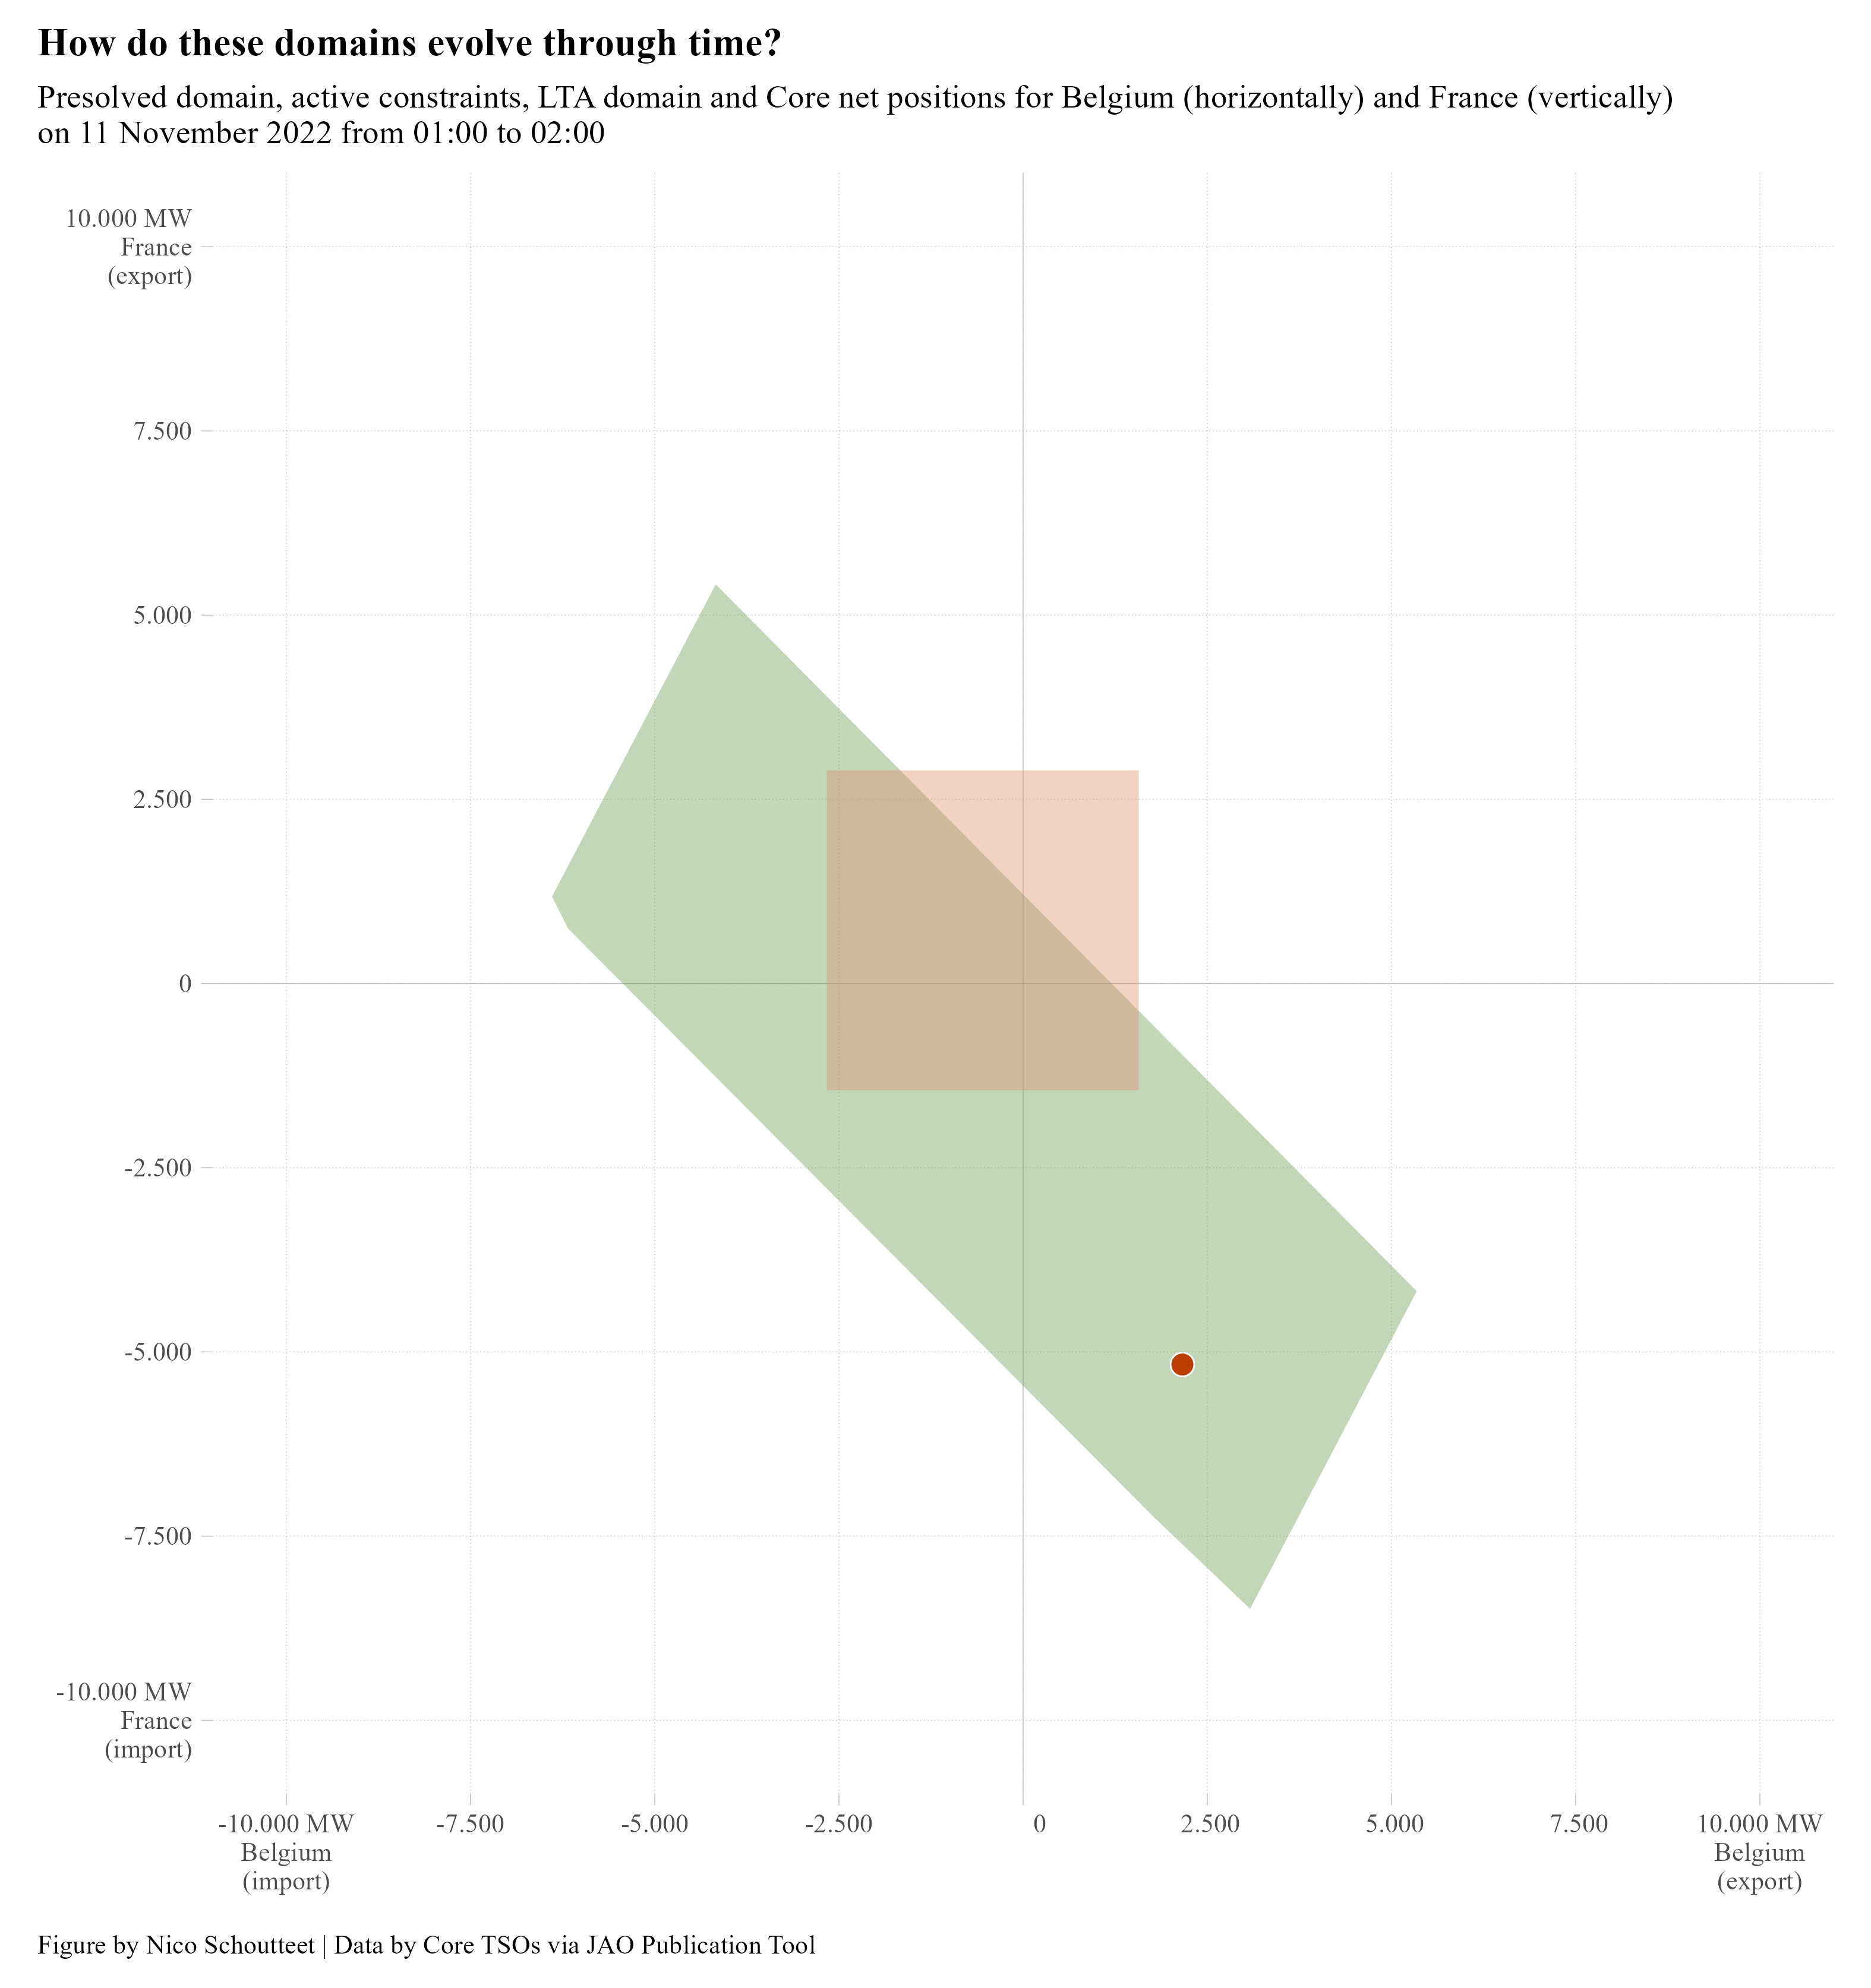 How do these domains evolve through time?
Presolved domain, active constraints, LTA domain and Core net positions for Belgium (horizontally) and France (vertically)
on 11 November 2022 from 01:00 to 02:00
10.000 MW
France
(export)
7.500
5.000
2.500
0
-2.500
-5.000
-7.500
-10.000 MW
France
(import)
-10.000 MW
Belgium
(import)
-7.500
-5.000
-2.500
0
2.500
5.000
7.500
10.000 MW
Belgium
(export)
Figure by Nico Schoutteet | Data by Core TSOs via JAO Publication Tool